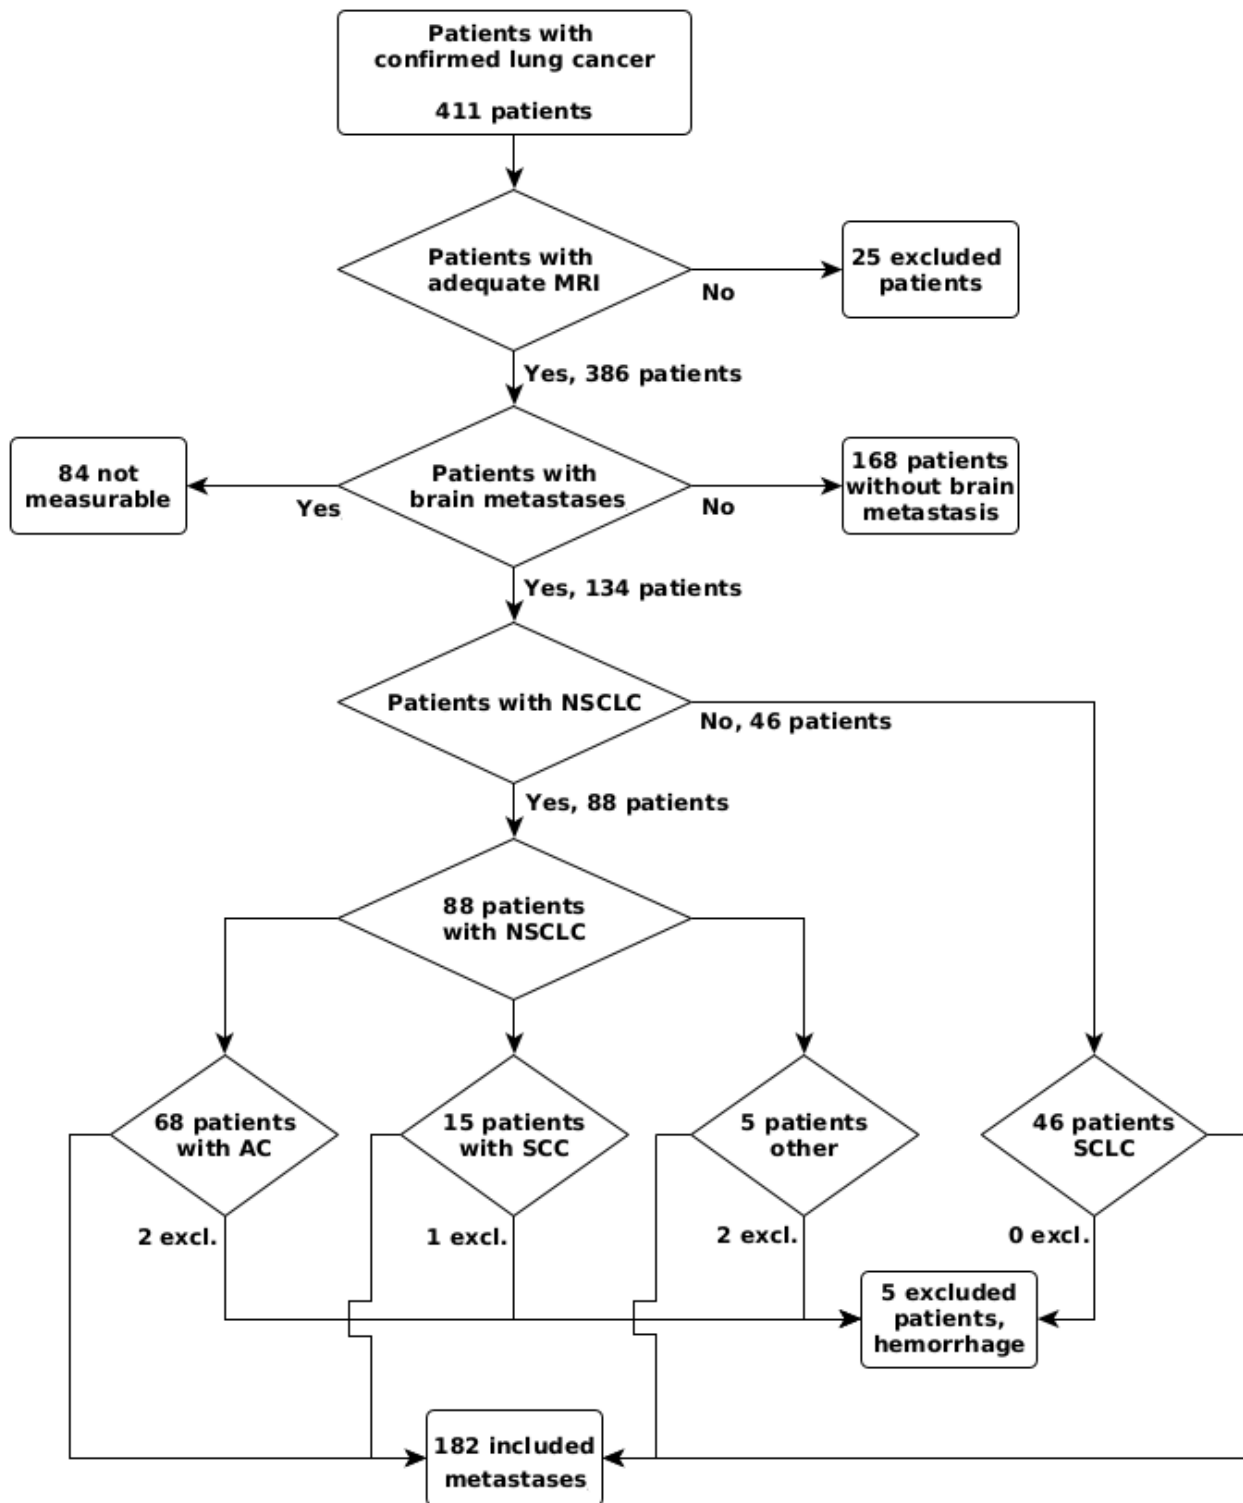 Patients with
confirmed lung cancer
411 patients
Patients with
adequate MRI
No
25 excluded
patients
Yes, 386 patients
84 not
measurable
Yes
Patients with
brain metastases
No
168 patients
without brain
metastasis
Yes, 134 patients
Patients with NSCLC
No, 46 patients
Yes, 88 patients
88 patients
with NSCLC
68 patients
with AC
15 patients
with SCC
5 patients
other
46 patients
SCLC
2 excl.
1 excl.
2 excl.
0 excl.
5 excluded
patients,
hemorrhage
182 included
metastases